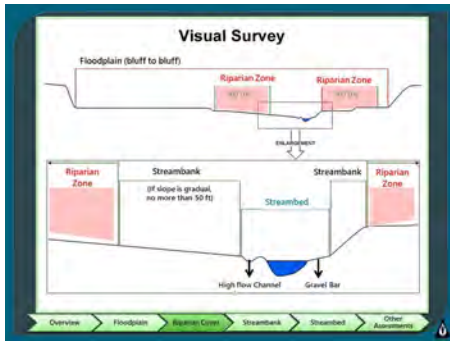 Visual Survey
Floodplain (bluff to bluff)
Riparian Zone
Riparian Zone
ENLARGEMENT
Riparian
Zone
Streambank
(If slope is gradual,
no more than 50 ft)
Streambed
Streambank
Riparian
Zone
High flow Channel
Gravel Bar
Overview
Floodplain
Riparian Cover
Streambank
Streambed
Other
Assessments